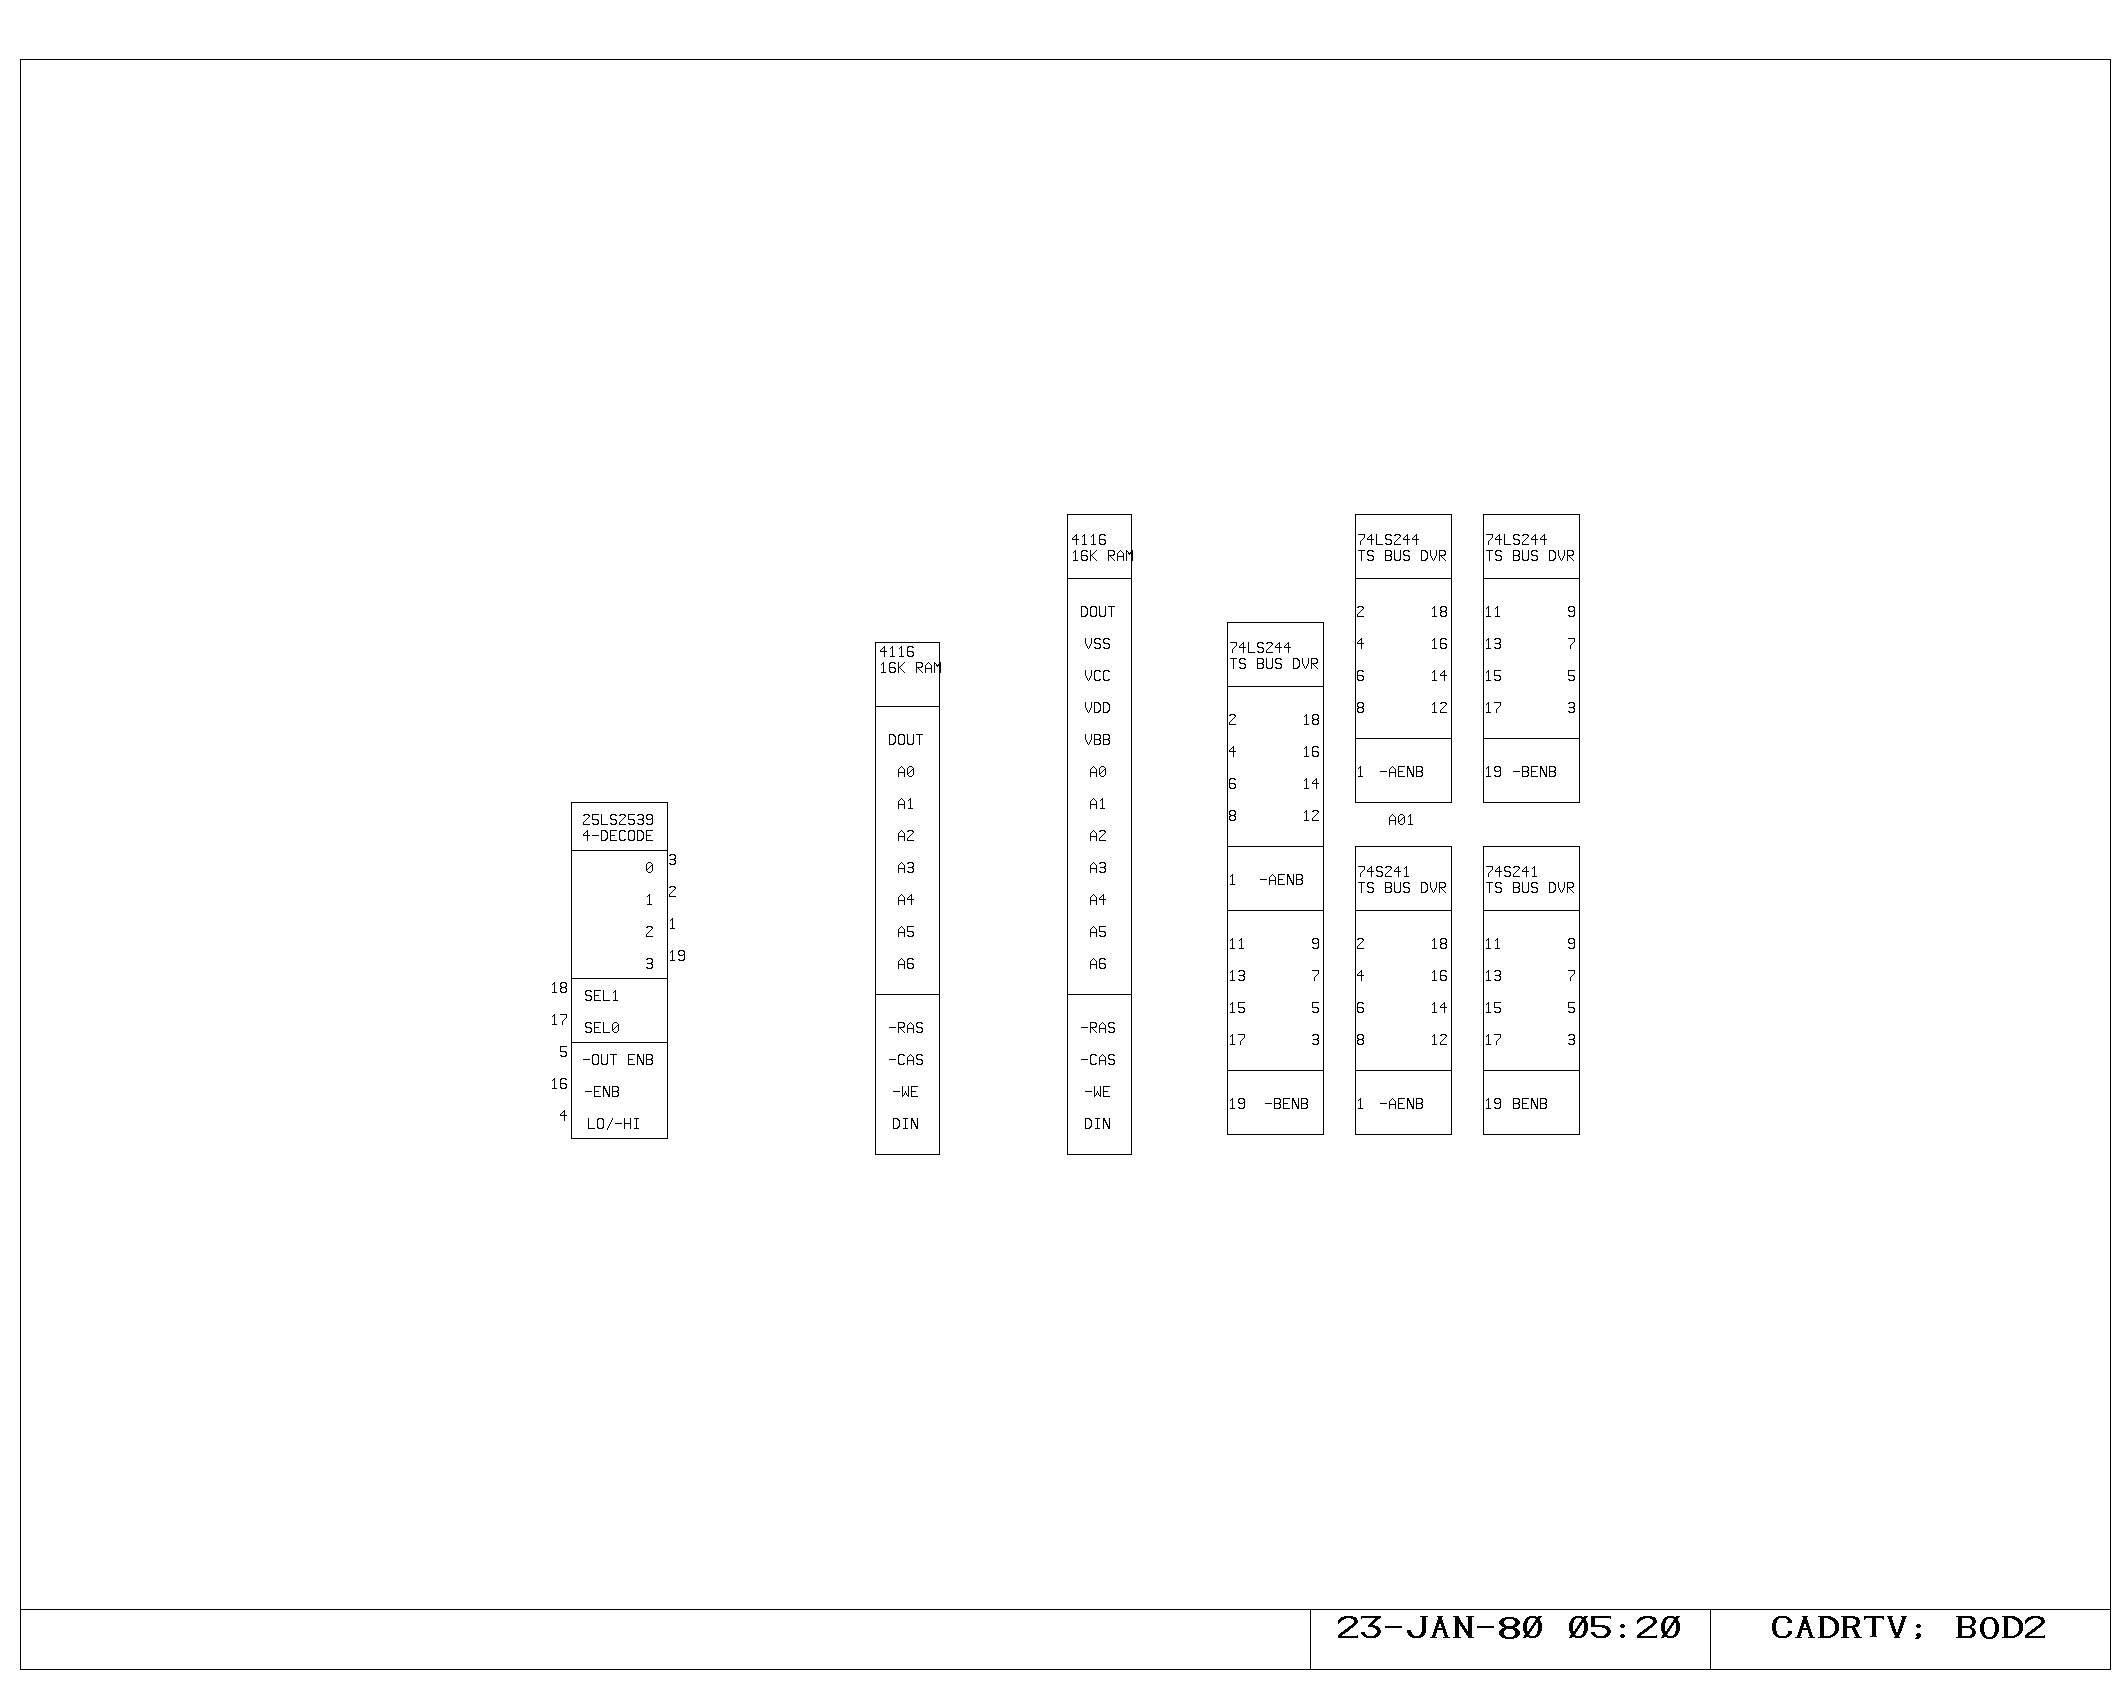 25LS2539
4-DECODE
0 3
1 2
2 1
3 19
18 SEL1
17 SEL0
5 -OUT ENB
16 -ENB
4 LO/-HI
4116
16K RAM
DOUT
A0
A1
A2
A3
A4
A5
A6
-RAS
-CAS
-WE
DIN
4116
16K RAM
DOUT
VSS
VCC
VDD
VBB
A0
A1
A2
A3
A4
A5
A6
-RAS
-CAS
-WE
DIN
74LS244
TS BUS DVR
2 18
4 16
6 14
8 12
1 -AENB
11 9
13 7
15 5
17 3
19 -BENB
74LS244
TS BUS DVR
2 18
4 16
6 14
8 12
1 -AENB
A01
74LS244
TS BUS DVR
11 9
13 7
15 5
17 3
19 -BENB
74S241
TS BUS DVR
2 18
4 16
6 14
8 12
1 -AENB
74S241
TS BUS DVR
11 9
13 7
15 5
17 3
19 BENB
23-JAN-80 05:20
CADRTV; BOD2